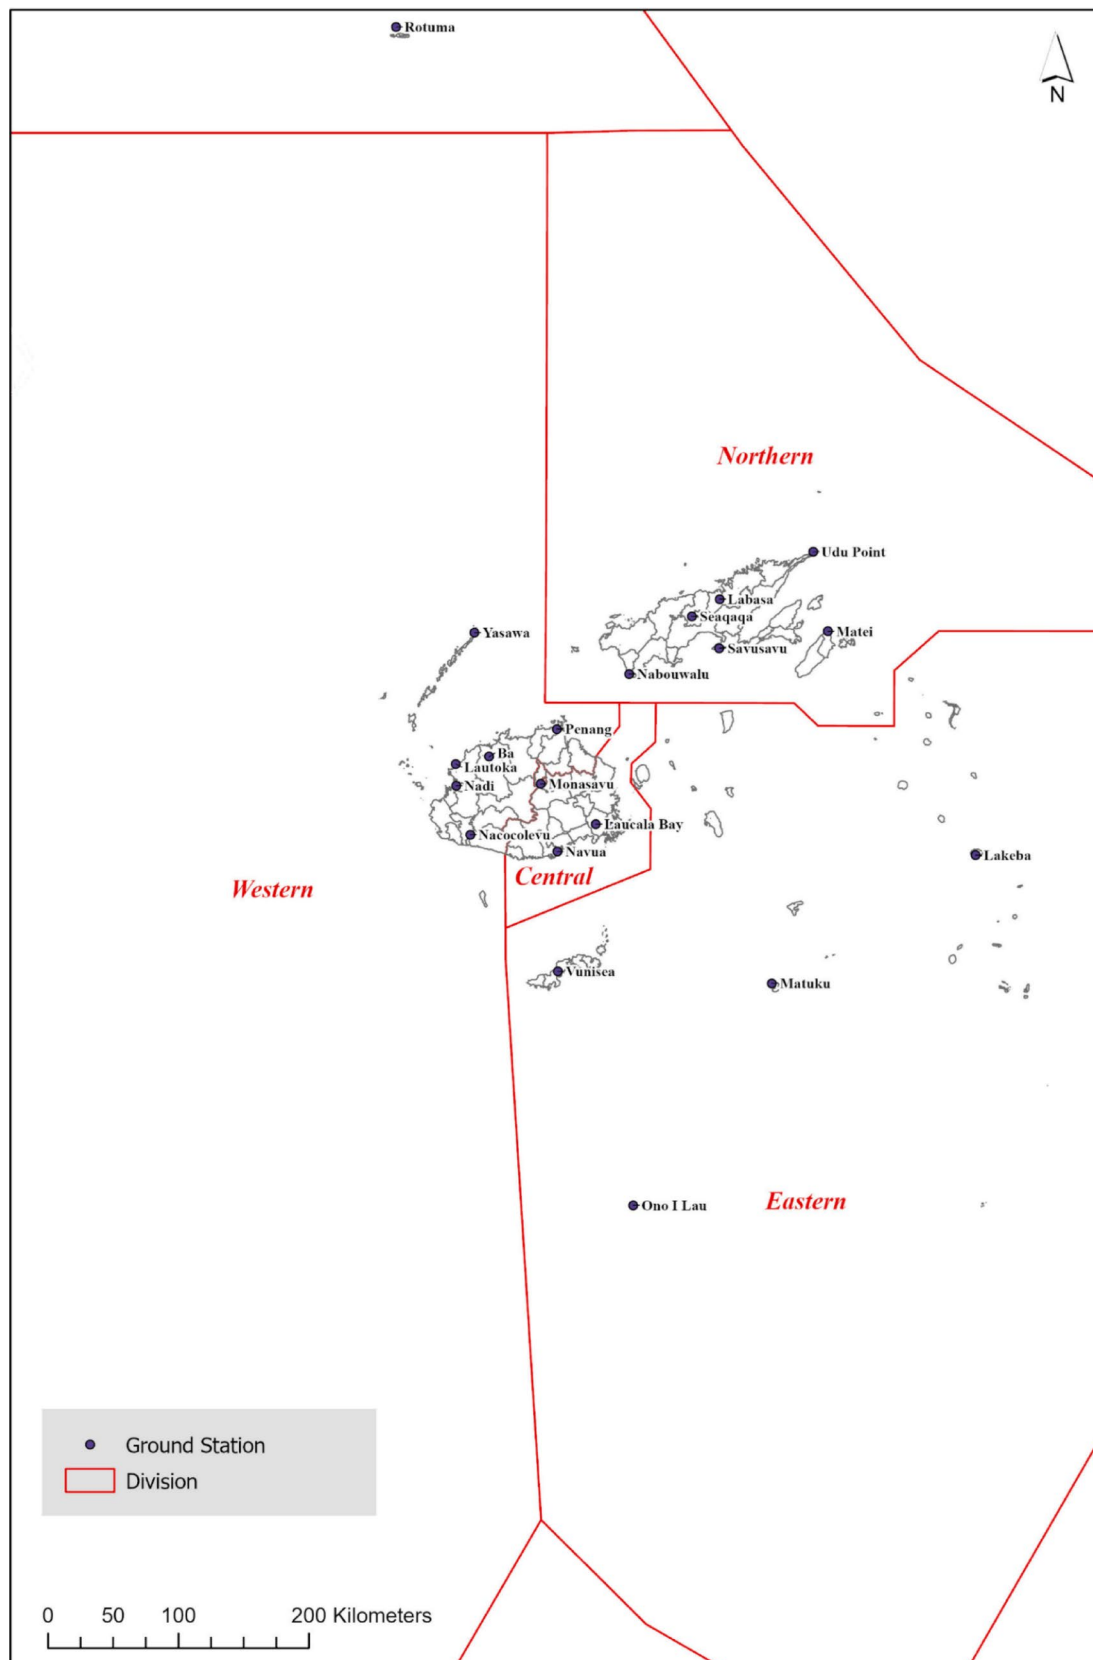 Rotuma
N
Northern
Udu Point
Labasa
Seaqaqa
Yasawa
Matei
Savusavu
Nabouwalu
Penang
Ba
Lautoka
Nadi
Monasavu
Laucala Bay
Nacocolevu
Navua
Lakeba
Central
Western
Vunisea
Matuku
Ono I Lau
Eastern
Ground Station
Division
0 50 100 200 Kilometers